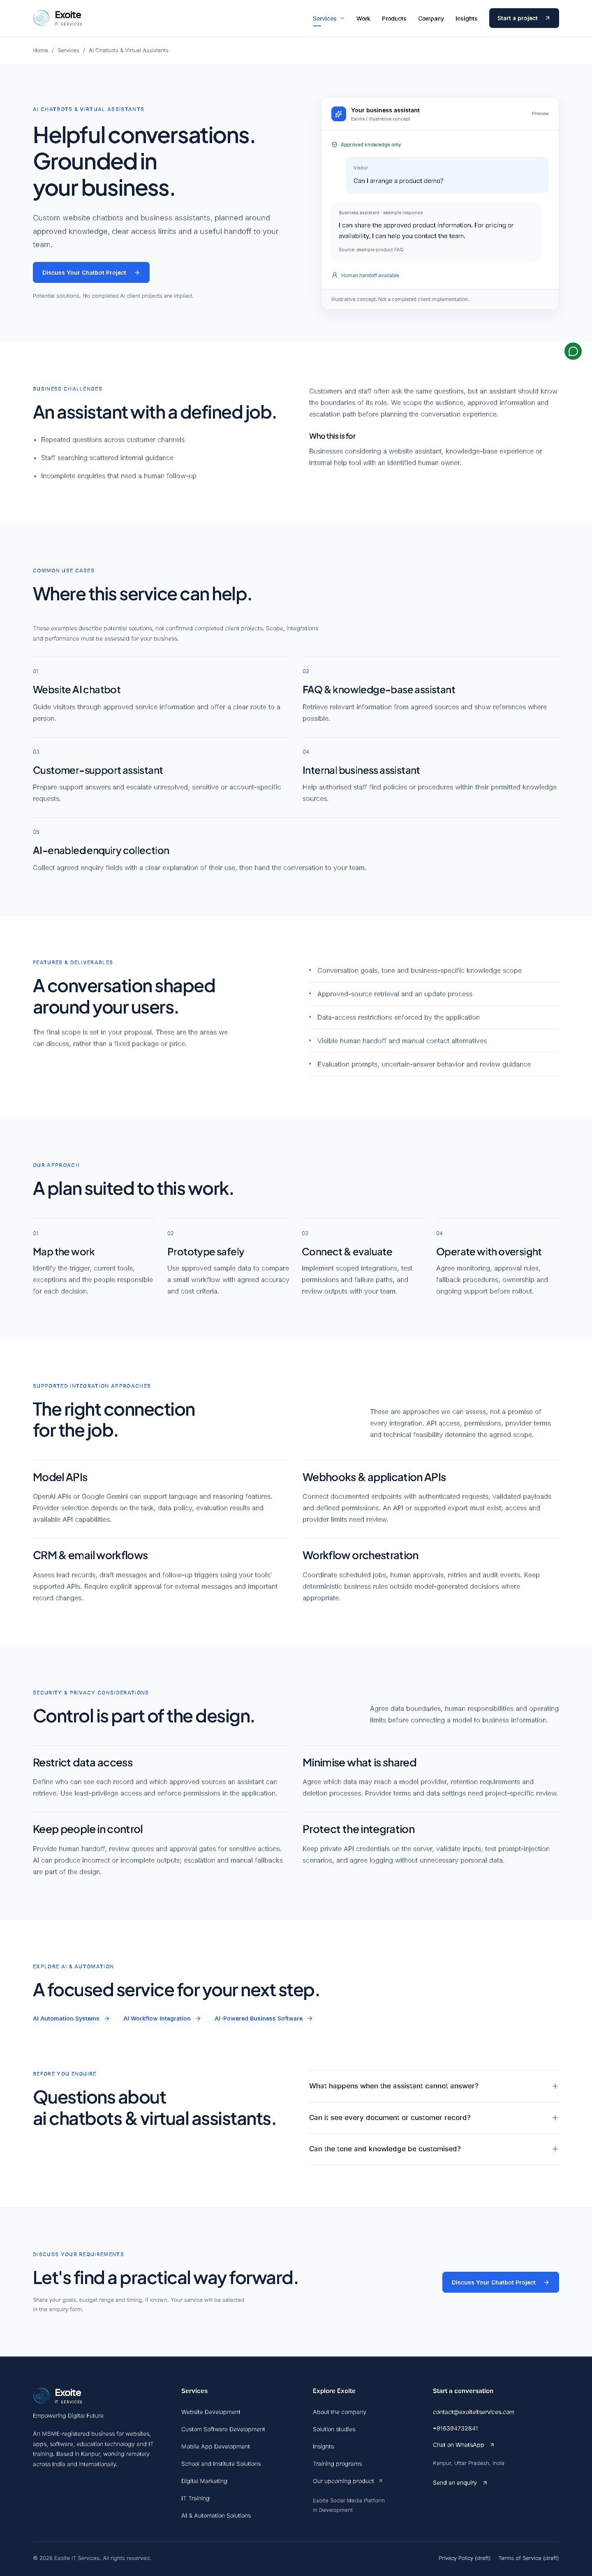 Exoite
IT SERVICES
Services
Work
Products
Company
Insights
Start a project
Home / Services / AI Chatbots & Virtual Assistants
AI CHATBOTS & VIRTUAL ASSISTANTS
Helpful conversations.
Grounded in
your business.
Custom website chatbots and business assistants, planned around
approved knowledge, clear access limits and a useful handoff to your
team.
Discuss Your Chatbot Project
Potential solutions. No completed AI client projects are implied.
Your business assistant
Exoite / illustrative concept
Preview
Approved knowledge only
Visitor
Can I arrange a product demo?
Business assistant · example response
I can share the approved product information. For pricing or
availability, I can help you contact the team.
Source: example product FAQ
Human handoff available
Illustrative concept. Not a completed client implementation.
BUSINESS CHALLENGES
An assistant with a defined job.
Repeated questions across customer channels
Staff searching scattered internal guidance
Incomplete enquiries that need a human follow-up
Customers and staff often ask the same questions, but an assistant should know
the boundaries of its role. We scope the audience, approved information and
escalation path before planning the conversation experience.
Who this is for
Businesses considering a website assistant, knowledge-base experience or
internal help tool with an identified human owner.
COMMON USE CASES
Where this service can help.
These examples describe potential solutions, not confirmed completed client projects. Scope, integrations
and performance must be assessed for your business.
01
Website AI chatbot
Guide visitors through approved service information and offer a clear route to a
person.
02
FAQ & knowledge-base assistant
Retrieve relevant information from agreed sources and show references where
possible.
03
Customer-support assistant
Prepare support answers and escalate unresolved, sensitive or account-specific
requests.
04
Internal business assistant
Help authorised staff find policies or procedures within their permitted knowledge
sources.
05
AI-enabled enquiry collection
Collect agreed enquiry fields with a clear explanation of their use, then hand the conversation to your team.
FEATURES & DELIVERABLES
A conversation shaped
around your users.
The final scope is set in your proposal. These are the areas we
can discuss, rather than a fixed package or price.
Conversation goals, tone and business-specific knowledge scope
Approved-source retrieval and an update process
Data-access restrictions enforced by the application
Visible human handoff and manual contact alternatives
Evaluation prompts, uncertain-answer behavior and review guidance
OUR APPROACH
A plan suited to this work.
01
Map the work
Identify the trigger, current tools,
exceptions and the people responsible
for each decision.
02
Prototype safely
Use approved sample data to compare
a small workflow with agreed accuracy
and cost criteria.
03
Connect & evaluate
Implement scoped integrations, test
permissions and failure paths, and
review outputs with your team.
04
Operate with oversight
Agree monitoring, approval rules,
fallback procedures, ownership and
ongoing support before rollout.
SUPPORTED INTEGRATION APPROACHES
The right connection
for the job.
These are approaches we can assess, not a promise of
every integration. API access, permissions, provider terms
and technical feasibility determine the agreed scope.
Model APIs
OpenAI APIs or Google Gemini can support language and reasoning features.
Provider selection depends on the task, data policy, evaluation results and
available API capabilities.
Webhooks & application APIs
Connect documented endpoints with authenticated requests, validated payloads
and defined permissions. An API or supported export must exist; access and
provider limits need review.
CRM & email workflows
Assess lead records, draft messages and follow-up triggers using your tools'
supported APIs. Require explicit approval for external messages and important
record changes.
Workflow orchestration
Coordinate scheduled jobs, human approvals, retries and audit events. Keep
deterministic business rules outside model-generated decisions where
appropriate.
SECURITY & PRIVACY CONSIDERATIONS
Control is part of the design.
Agree data boundaries, human responsibilities and operating
limits before connecting a model to business information.
Restrict data access
Define who can see each record and which approved sources an assistant can
retrieve. Use least-privilege access and enforce permissions in the application.
Minimise what is shared
Agree which data may reach a model provider, retention requirements and
deletion processes. Provider terms and data settings need project-specific review.
Keep people in control
Provide human handoff, review queues and approval gates for sensitive actions.
AI can produce incorrect or incomplete outputs; escalation and manual fallbacks
are part of the design.
Protect the integration
Keep private API credentials on the server, validate inputs, test prompt-injection
scenarios, and agree logging without unnecessary personal data.
EXPLORE AI & AUTOMATION
A focused service for your next step.
AI Automation Systems
AI Workflow Integration
AI-Powered Business Software
BEFORE YOU ENQUIRE
Questions about
ai chatbots & virtual assistants.
What happens when the assistant cannot answer?
Can it see every document or customer record?
Can the tone and knowledge be customised?
DISCUSS YOUR REQUIREMENTS
Let's find a practical way forward.
Share your goals, budget range and timing, if known. Your service will be selected
in the enquiry form.
Discuss Your Chatbot Project
Exoite
IT SERVICES
Empowering Digital Future
An MSME-registered business for websites,
apps, software, education technology and IT
training. Based in Kanpur, working remotely
across India and internationally.
Services
Website Development
Custom Software Development
Mobile App Development
School and Institute Solutions
Digital Marketing
IT Training
AI & Automation Solutions
Explore Exoite
About the company
Solution studies
Insights
Training programs
Our upcoming product
Exoite Social Media Platform
In Development
Start a conversation
contact@exoiteitservices.com
+916394732841
Chat on WhatsApp
Kanpur, Uttar Pradesh, India
Send an enquiry
© 2026 Exoite IT Services. All rights reserved.
Privacy Policy (draft)
Terms of Service (draft)